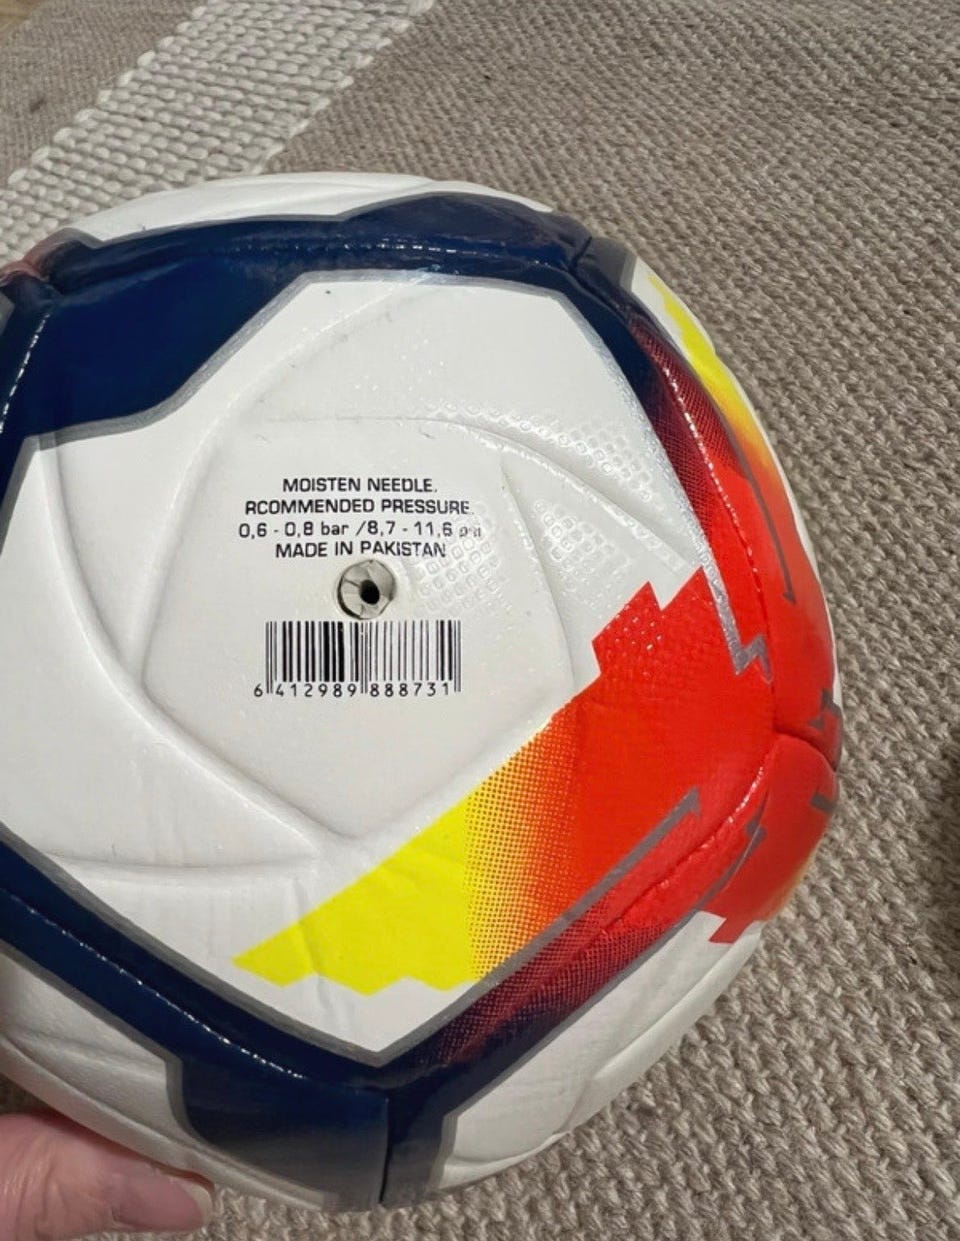 MOISTEN NEEDLE.
RCOMMENDED PRESSURE
0,6 - 0,8 bar /8,7 - 11,6 psi
MADE IN PAKISTAN
6 412989 888731